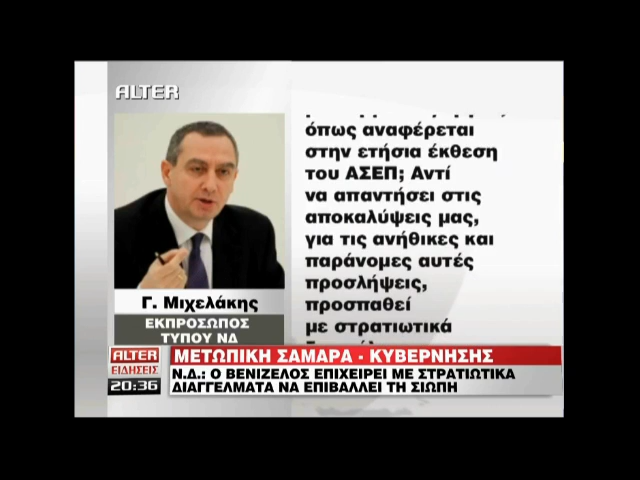 ALTER
όπως αναφέρεται
στην ετήσια έκθεση
του ΑΣΕΠ; Αντί
να απαντήσει στις
αποκαλύψεις μας,
για τις ανήθικες και
παράνομες αυτές
προσλήψεις,
προσπαθεί
με στρατιωτικά
Γ. Μιχελάκης
ΕΚΠΡΟΣΩΠΟΣ
ΤΥΠΟΥ ΝΔ
ALTER
ΕΙΔΗΣΕΙΣ
20:36
ΜΕΤΩΠΙΚΗ ΣΑΜΑΡΑ - ΚΥΒΕΡΝΗΣΗΣ
Ν.Δ.: Ο ΒΕΝΙΖΕΛΟΣ ΕΠΙΧΕΙΡΕΙ ΜΕ ΣΤΡΑΤΙΩΤΙΚΑ
ΔΙΑΓΓΕΛΜΑΤΑ ΝΑ ΕΠΙΒΑΛΛΕΙ ΤΗ ΣΙΩΠΗ